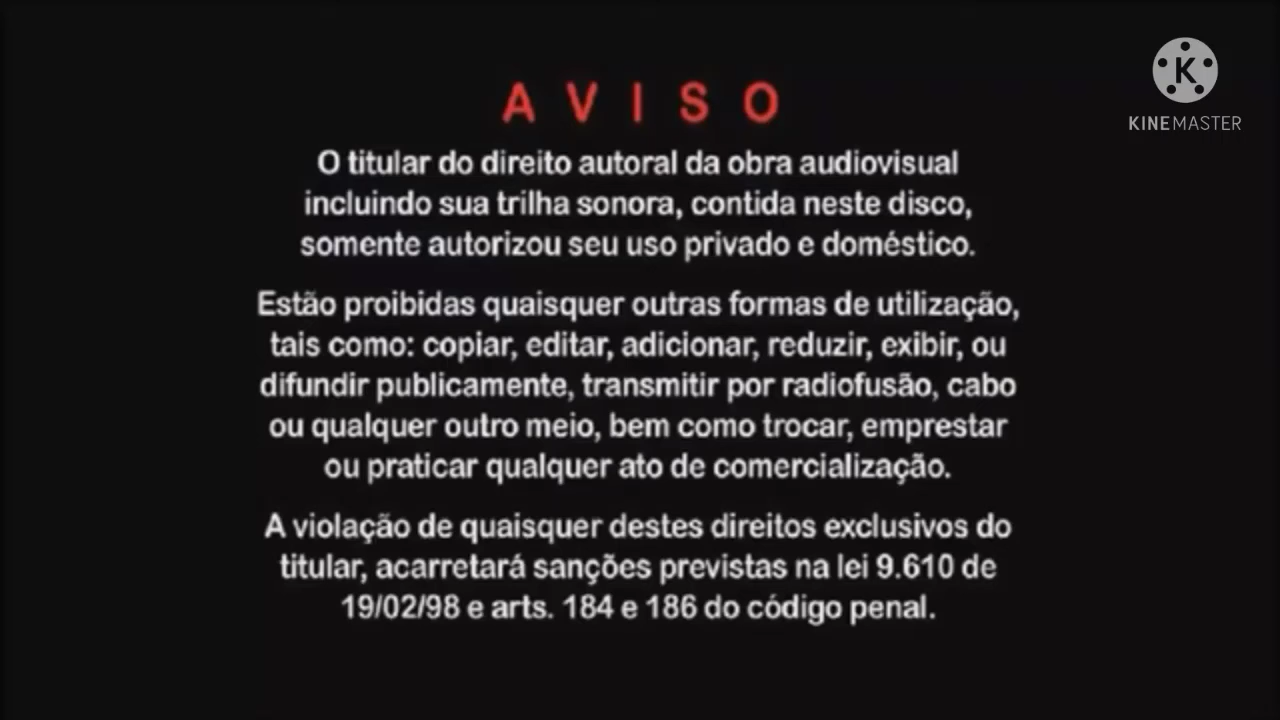 A V I S O
O titular do direito autoral da obra audiovisual
incluindo sua trilha sonora, contida neste disco,
somente autorizou seu uso privado e doméstico.
Estão proibidas quaisquer outras formas de utilização,
tais como: copiar, editar, adicionar, reduzir, exibir, ou
difundir publicamente, transmitir por radiofusão, cabo
ou qualquer outro meio, bem como trocar, emprestar
ou praticar qualquer ato de comercialização.
A violação de quaisquer destes direitos exclusivos do
titular, acarretará sanções previstas na lei 9.610 de
19/02/98 e arts. 184 e 186 do código penal.
K
KINEMASTER